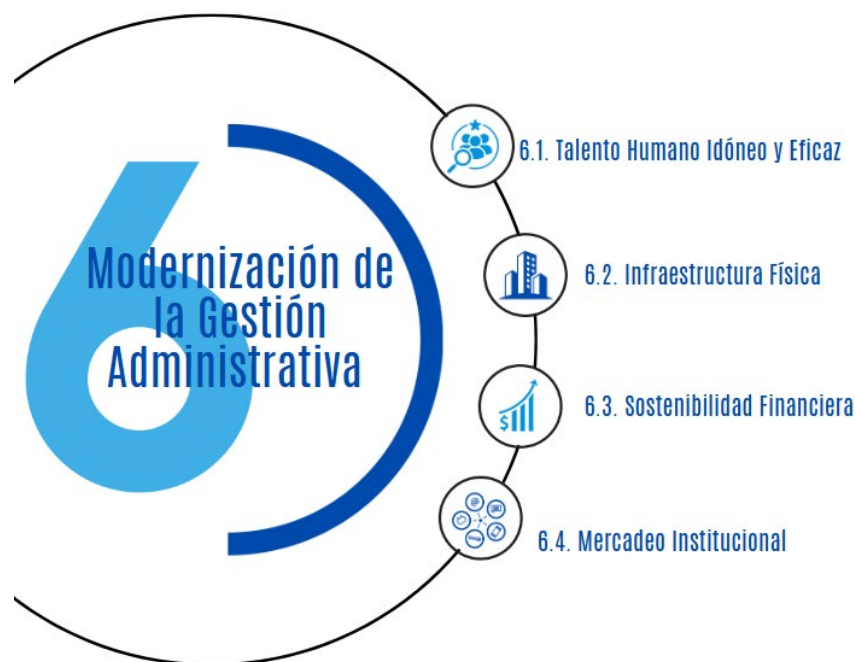 6
Modernización de
la Gestión
Administrativa
6.1. Talento Humano Idóneo y Eficaz
6.2. Infraestructura Física
6.3. Sostenibilidad Financiera
6.4. Mercadeo Institucional